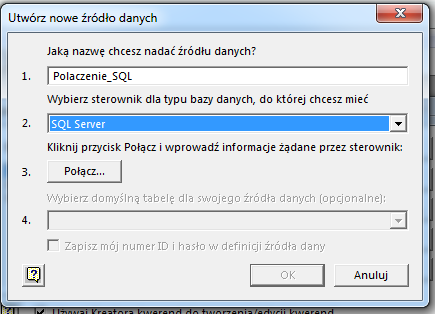 Utwórz nowe źródło danych
Jaką nazwę chcesz nadać źródłu danych?
1. Polaczenie_SQL
Wybierz sterownik dla typu bazy danych, do której chcesz mieć
2. SQL Server
Kliknij przycisk Połącz i wprowadź informacje żądane przez sterownik:
3. Połącz...
Wybierz domyślną tabelę dla swojego źródła danych (opcjonalne):
4.
Zapisz mój numer ID i hasło w definicji źródła dany
OK Anuluj
Używaj Kreatora kwerend do tworzenia/edycji kwerend